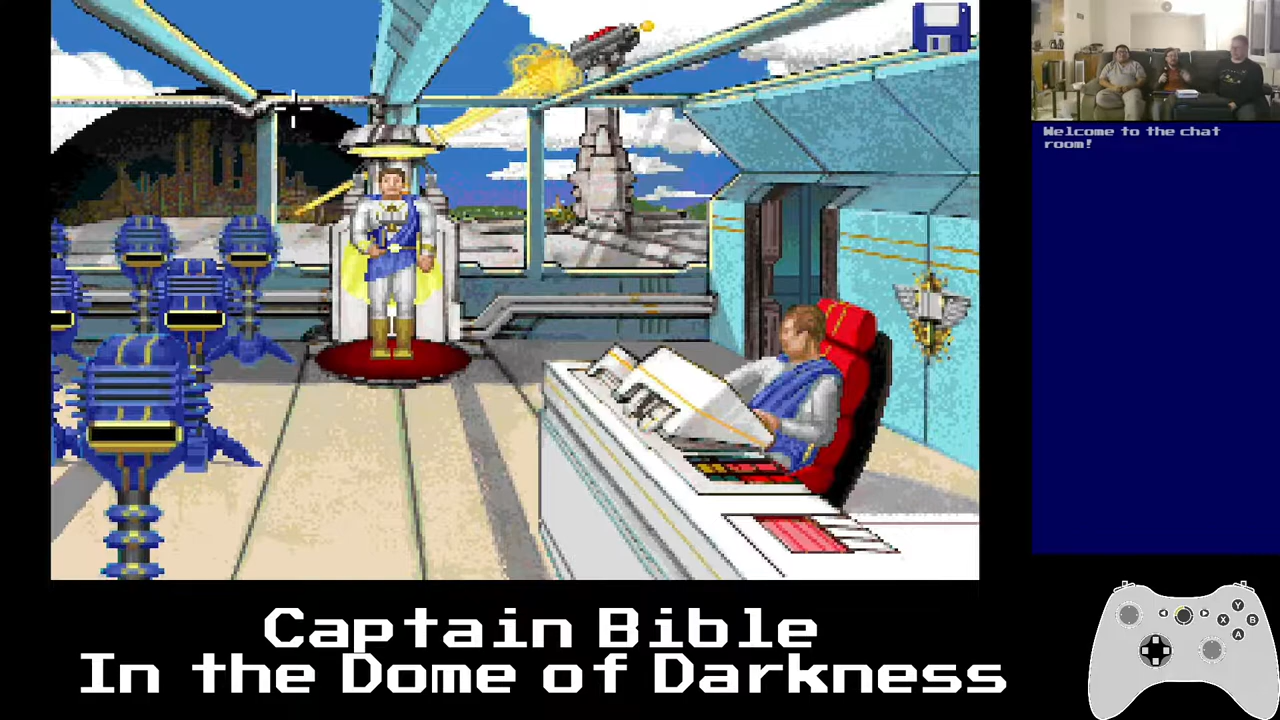 Welcome to the chat
room!
Captain Bible
In the Dome of Darkness
Y
X
B
A